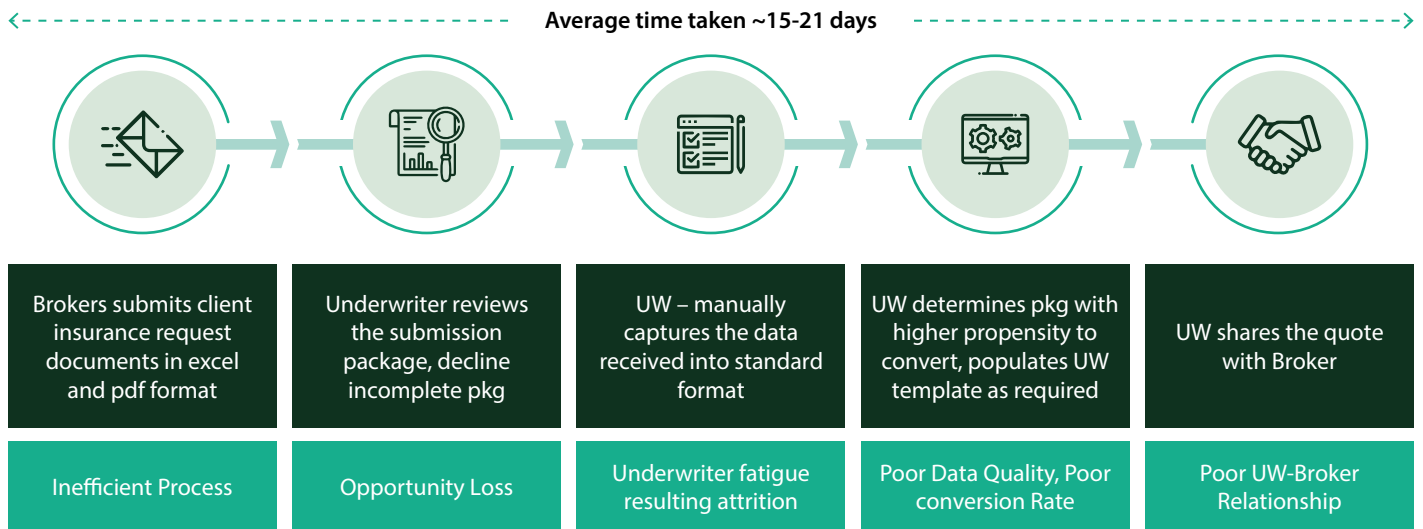 Average time taken ~15-21 days
Brokers submits client
insurance request
documents in excel
and pdf format
Underwriter reviews
the submission
package, decline
incomplete pkg
UW – manually
captures the data
received into standard
format
UW determines pkg with
higher propensity to
convert, populates UW
template as required
UW shares the quote
with Broker
Inefficient Process
Opportunity Loss
Underwriter fatigue
resulting attrition
Poor Data Quality, Poor
conversion Rate
Poor UW-Broker
Relationship